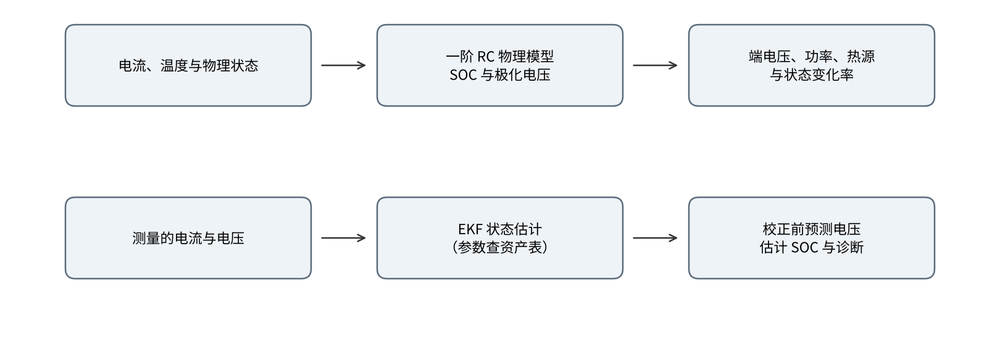 电流、温度与物理状态
一阶 RC 物理模型
SOC 与极化电压
端电压、功率、热源
与状态变化率
测量的电流与电压
EKF 状态估计
（参数查资产表）
校正前预测电压
估计 SOC 与诊断